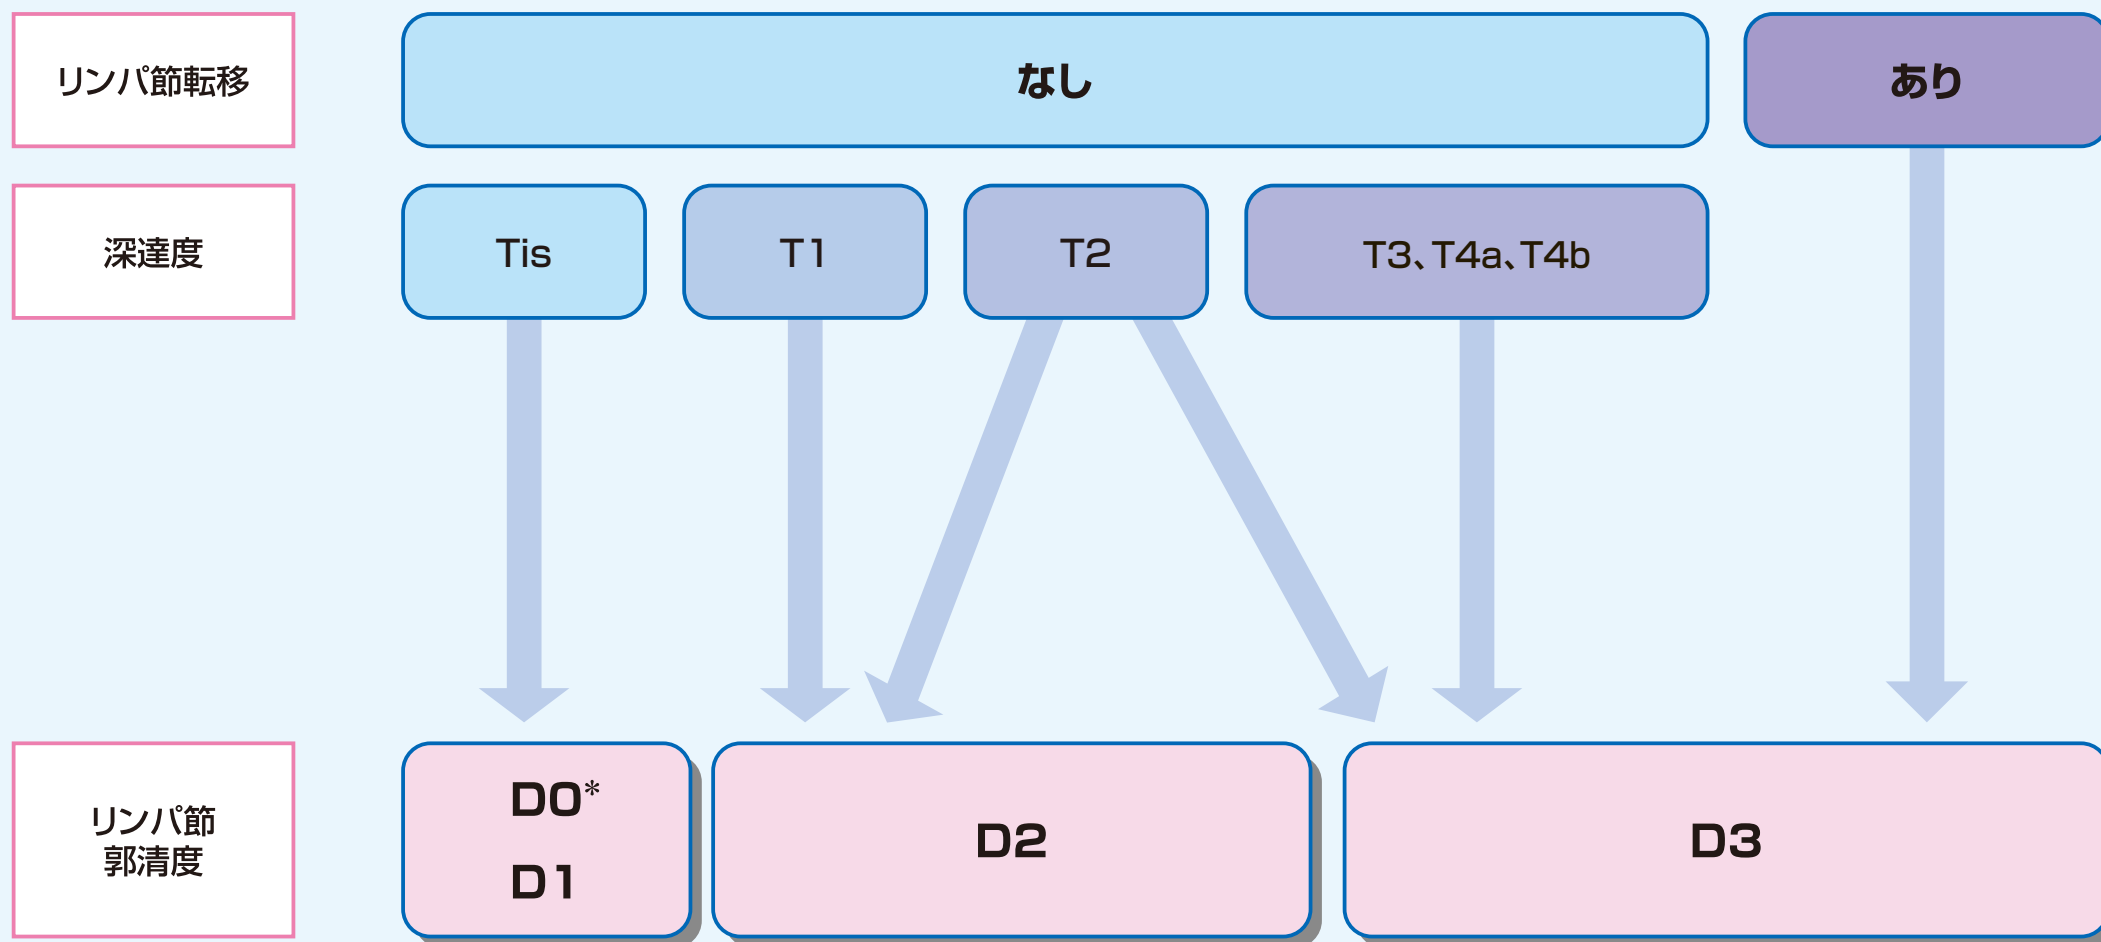 リンパ節転移
なし
あり
深達度
Tis
T1
T2
T3、T4a、T4b
リンパ節
郭清度
D0*
D1
D2
D3